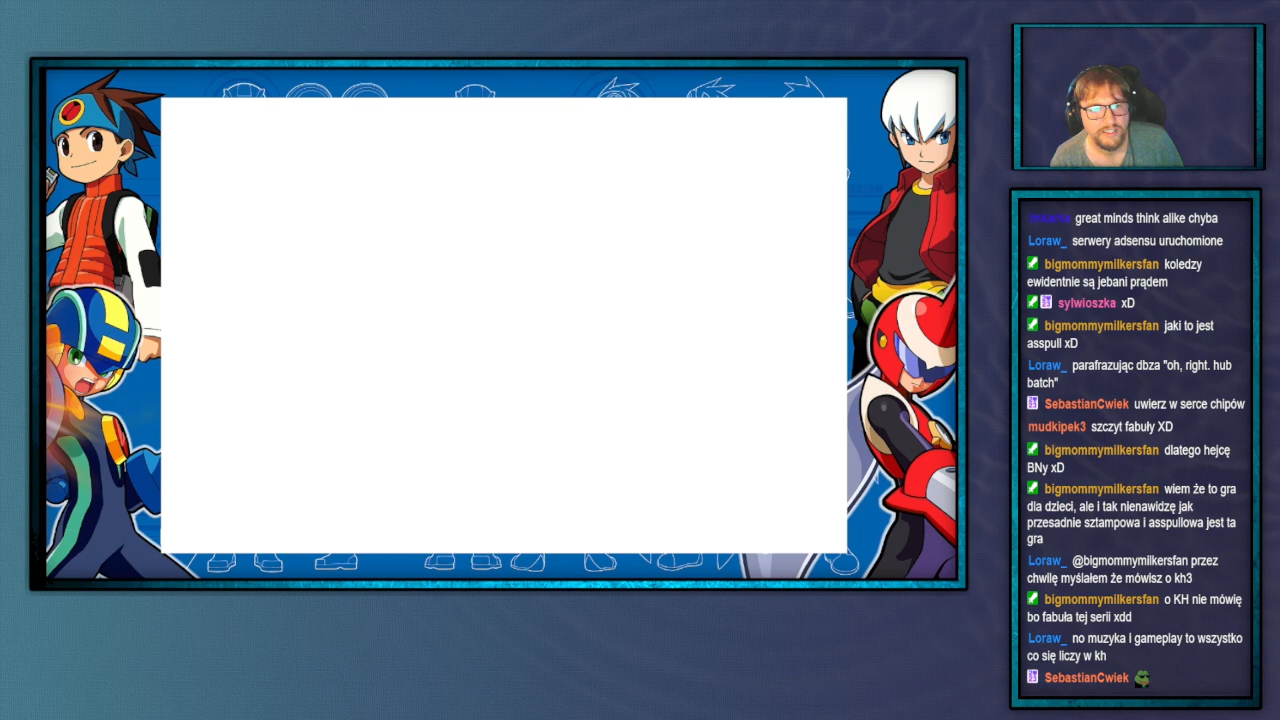 great minds think alike chyba
Loraw_ serwery adsensu uruchomione
bigmommymilkersfan koledzy
ewidentnie są jebani prądem
sylwioszka xD
bigmommymilkersfan jaki to jest
asspull xD
Loraw_ parafrazując dbza "oh, right. hub
batch"
SebastianCwiek uwierz w serce chipów
mudkipek3 szczyt fabuły XD
bigmommymilkersfan dlatego hejcę
BNy xD
bigmommymilkersfan wiem że to gra
dla dzieci, ale i tak nienawidzę jak
przesadnie sztampowa i asspullowa jest ta
gra
Loraw_ @bigmommymilkersfan przez
chwilę myślałem że mówisz o kh3
bigmommymilkersfan o KH nie mówię
bo fabuła tej serii xdd
Loraw_ no muzyka i gameplay to wszystko
co się liczy w kh
SebastianCwiek